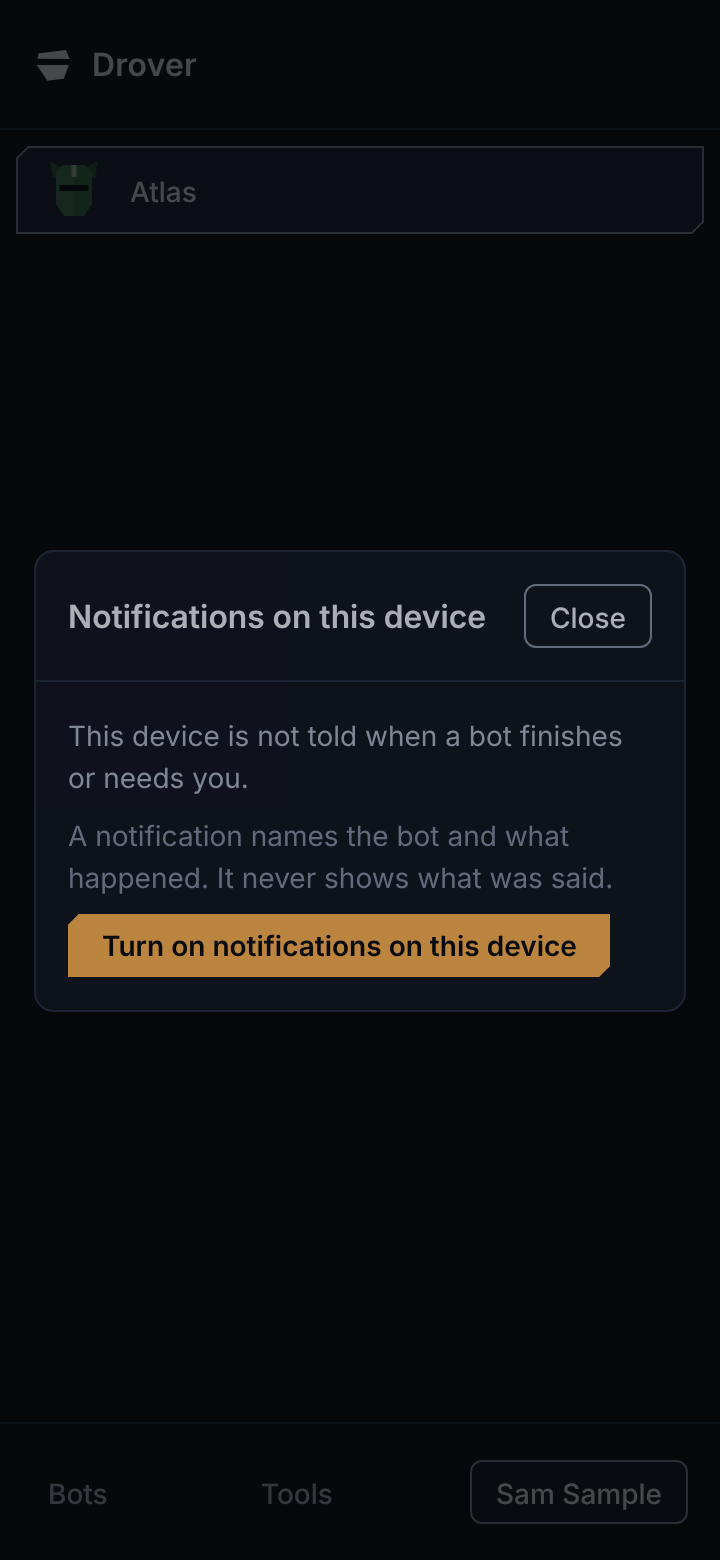 Drover
Atlas
Notifications on this device
Close
This device is not told when a bot finishes
or needs you.
A notification names the bot and what
happened. It never shows what was said.
Turn on notifications on this device
Bots
Tools
Sam Sample